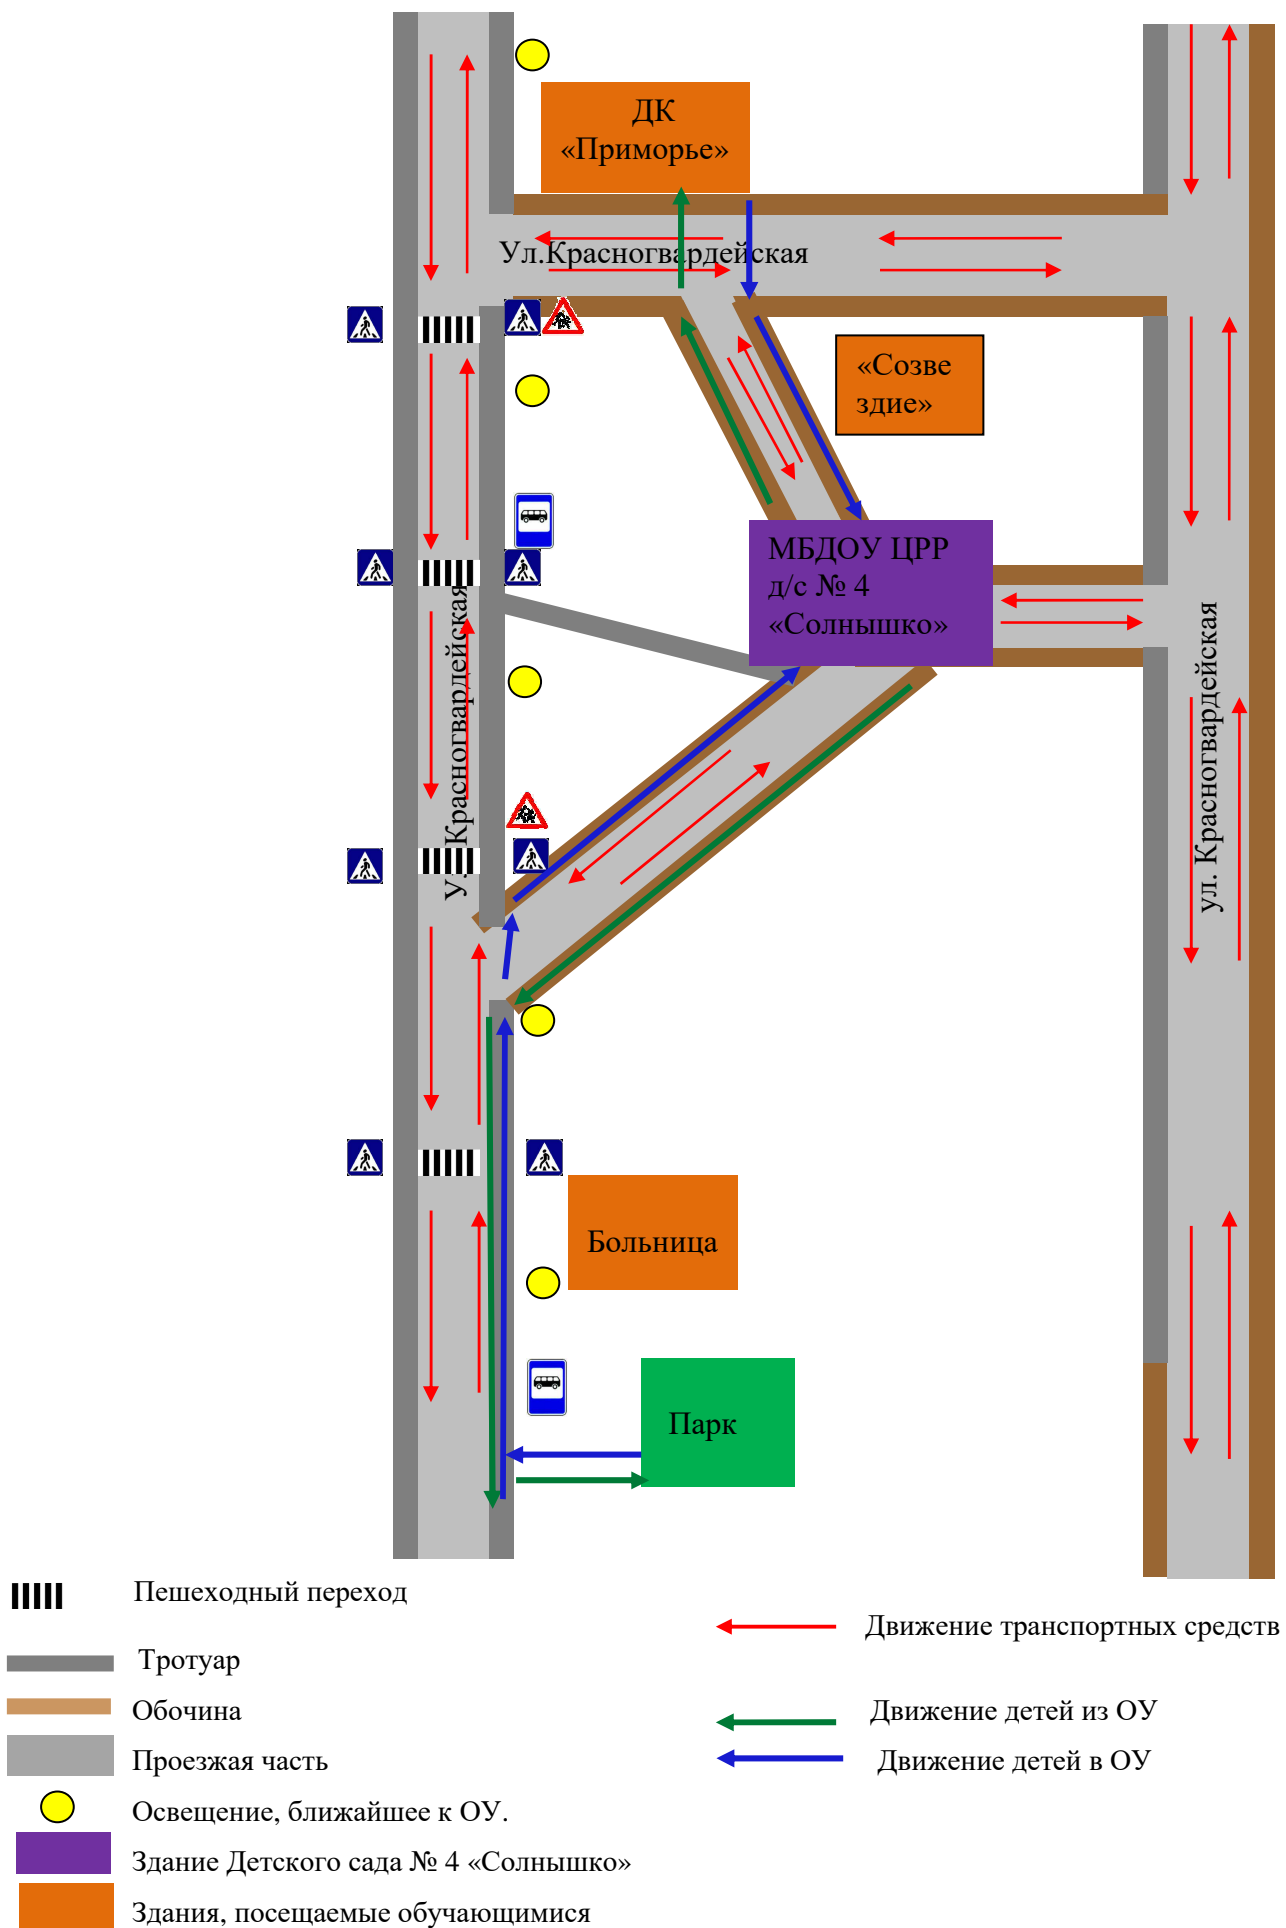 ДК
«Приморье»
Ул.Красногвардейская
«Созве
здие»
МБДОУ ЦРР
д/с № 4
«Солнышко»
Красногвардейская
ул. Красногвардейская
Больница
Парк
Пешеходный переход
Движение транспортных средств
Тротуар
Обочина
Движение детей из ОУ
Проезжая часть
Движение детей в ОУ
Освещение, ближайшее к ОУ.
Здание Детского сада № 4 «Солнышко»
Здания, посещаемые обучающимися